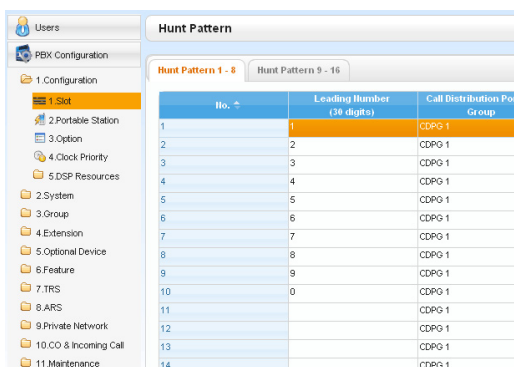 Users
PBX Configuration
1.Configuration
1.Slot
2.Portable Station
3.Option
4.Clock Priority
5.DSP Resources
2.System
3.Group
4.Extension
5.Optional Device
6.Feature
7.TRS
8.ARS
9.Private Network
10.CO & Incoming Call
11.Maintenance
Hunt Pattern
Hunt Pattern 1 - 8 Hunt Pattern 9 - 16
No. Leading Number (30 digits) Call Distribution Po Group
1 1 CDPG 1
2 2 CDPG 1
3 3 CDPG 1
4 4 CDPG 1
5 5 CDPG 1
6 6 CDPG 1
7 7 CDPG 1
8 8 CDPG 1
9 9 CDPG 1
10 0 CDPG 1
11 CDPG 1
12 CDPG 1
13 CDPG 1
14 CDPG 1